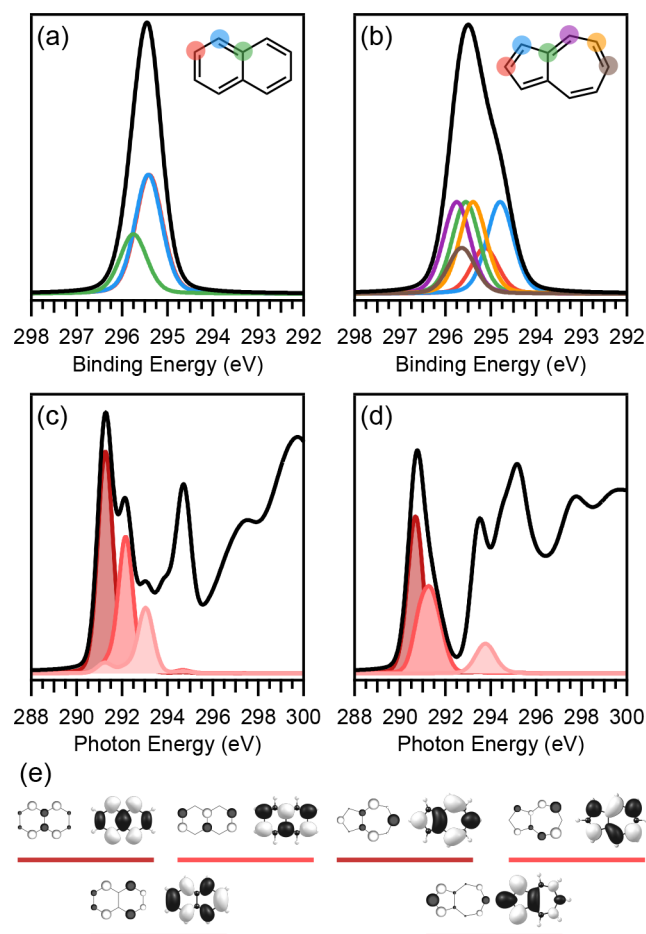 (a)
(b)
298 297 296 295 294 293 292
298 297 296 295 294 293 292
Binding Energy (eV)
Binding Energy (eV)
(c)
(d)
288 290 292 294 296 298 300
288 290 292 294 296 298 300
Photon Energy (eV)
Photon Energy (eV)
(e)